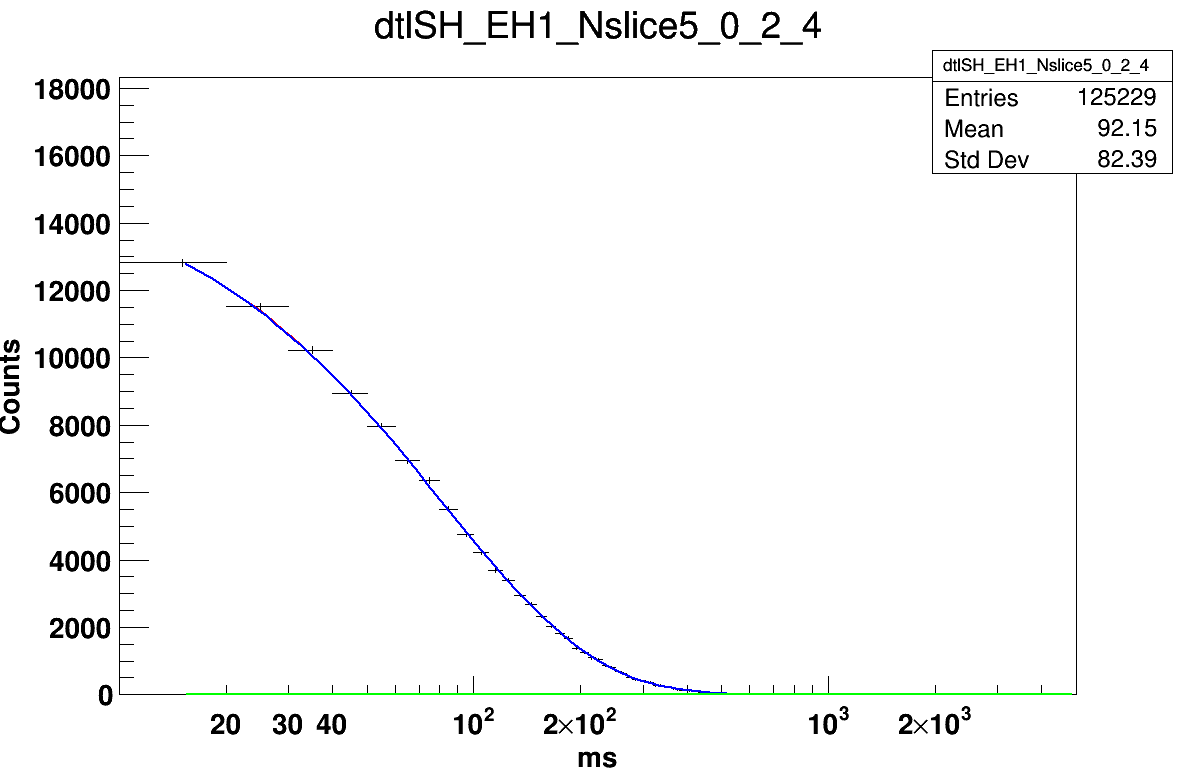 dtlSH_EH1_Nslice5_0_2_4
dtlSH_EH1_Nslice5_0_2_4
Entries 125229
Mean 92.15
Std Dev 82.39
18000
16000
14000
12000
10000
8000
6000
4000
2000
0
Counts
20 30 40 10² 2×10² 10³ 2×10³
ms